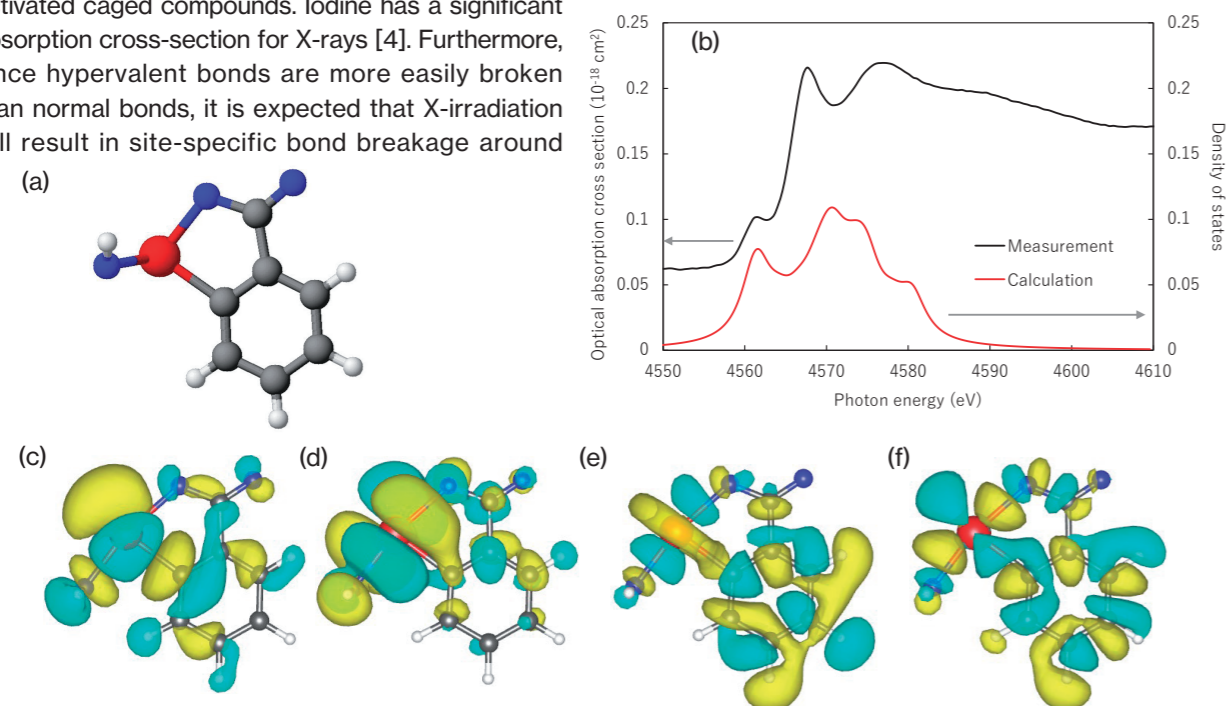 tivated caged compounds. Iodine has a significant
bsorption cross-section for X-rays [4]. Furthermore,
nce hypervalent bonds are more easily broken
an normal bonds, it is expected that X-irradiation
ll result in site-specific bond breakage around
(a)
(b)
Optical absorption cross section (10⁻¹⁸ cm²)
0.25
0.2
0.15
0.1
0.05
0
Measurement
Calculation
0.25
0.2
0.15
0.1
0.05
0
Density of states
4550 4560 4570 4580 4590 4600 4610
Photon energy (eV)
(c) (d) (e) (f)